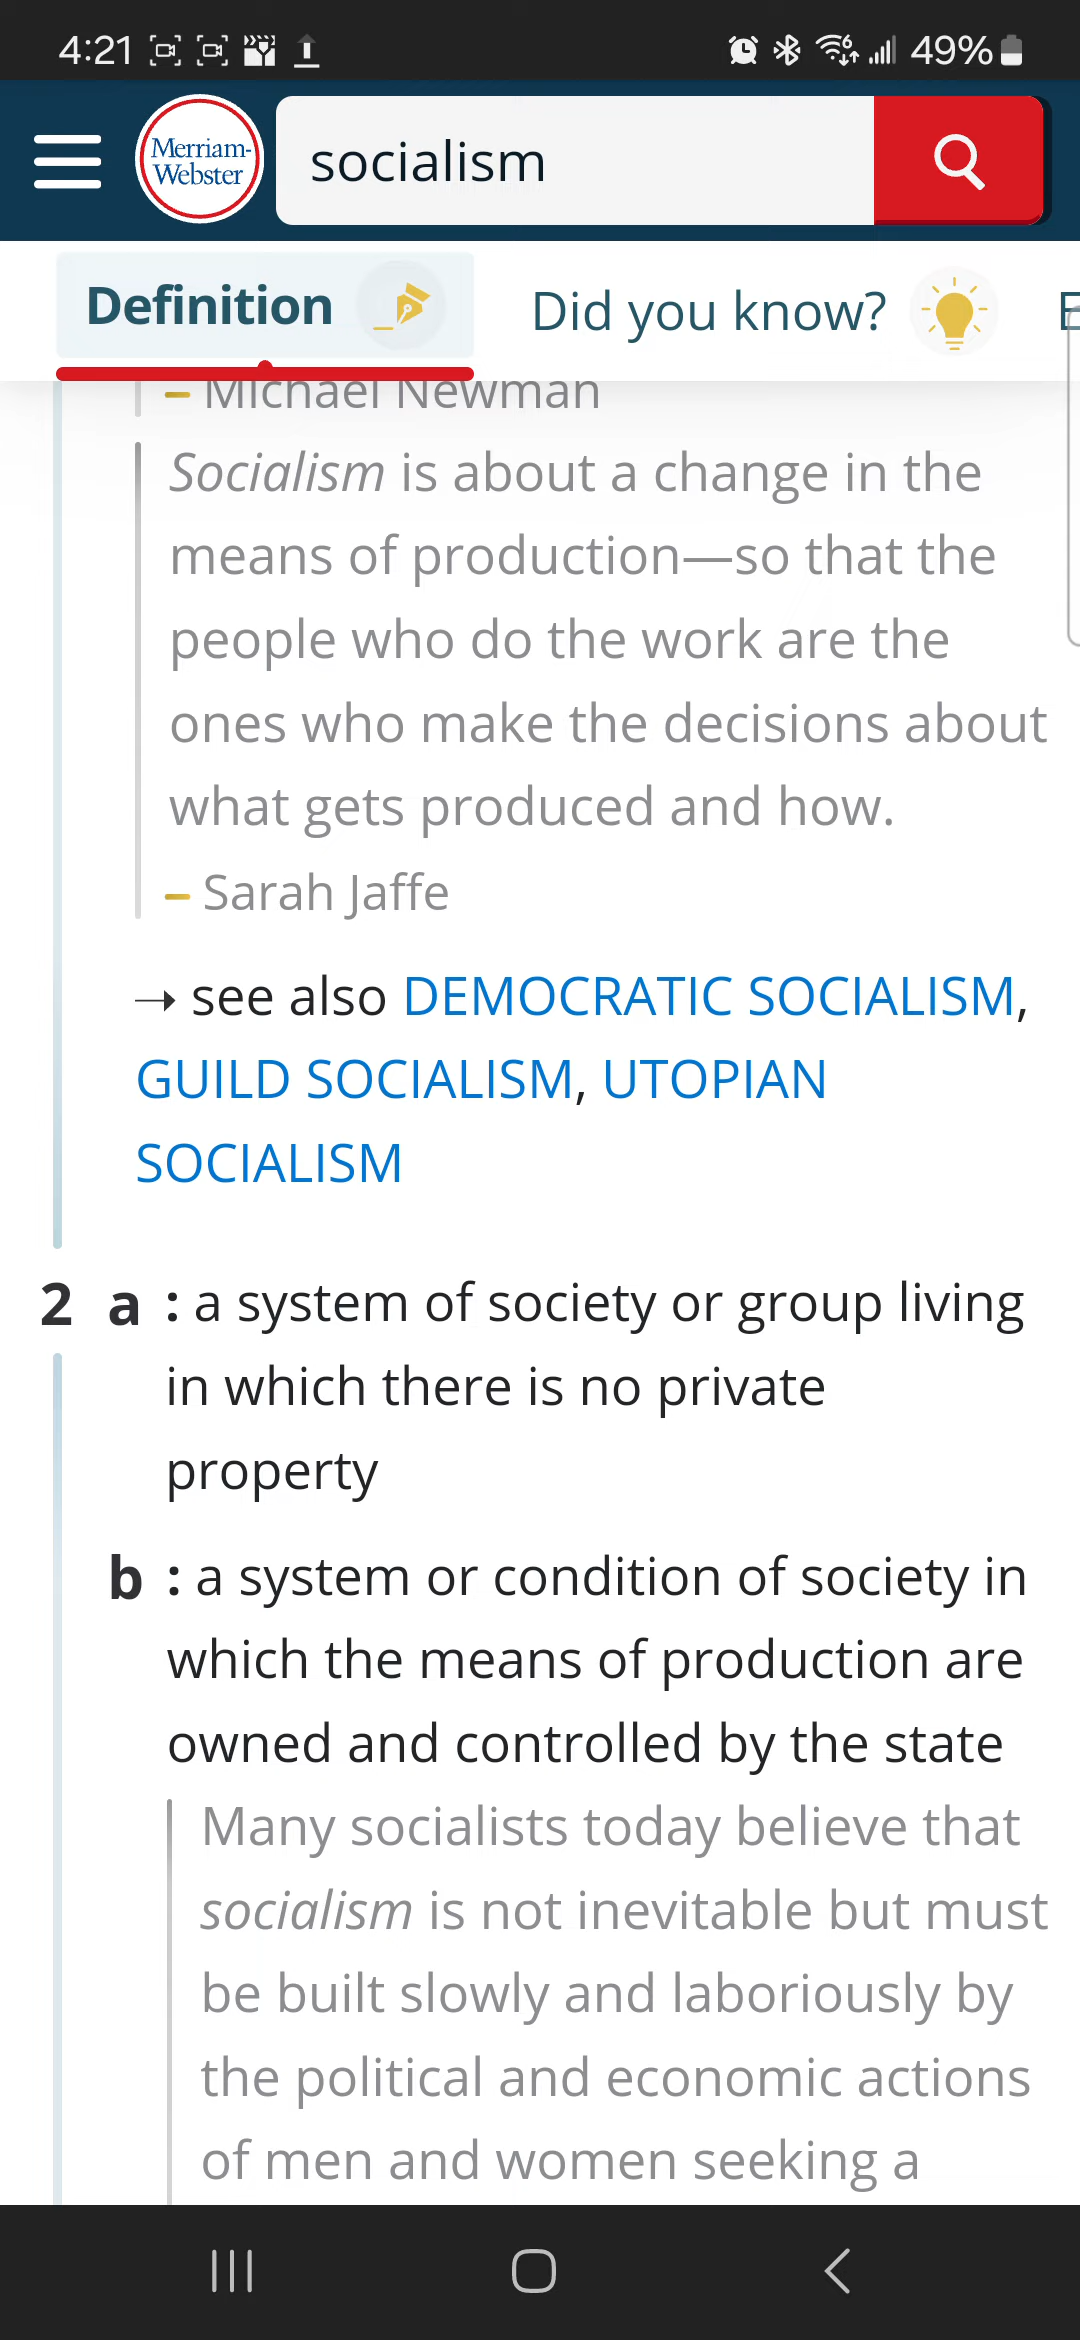 4:21
49%
Merriam-
Webster
socialism
Definition
Did you know?
– Michael Newman
Socialism is about a change in the
means of production—so that the
people who do the work are the
ones who make the decisions about
what gets produced and how.
– Sarah Jaffe
→ see also DEMOCRATIC SOCIALISM,
GUILD SOCIALISM, UTOPIAN
SOCIALISM
2 a : a system of society or group living
in which there is no private
property
b : a system or condition of society in
which the means of production are
owned and controlled by the state
Many socialists today believe that
socialism is not inevitable but must
be built slowly and laboriously by
the political and economic actions
of men and women seeking a